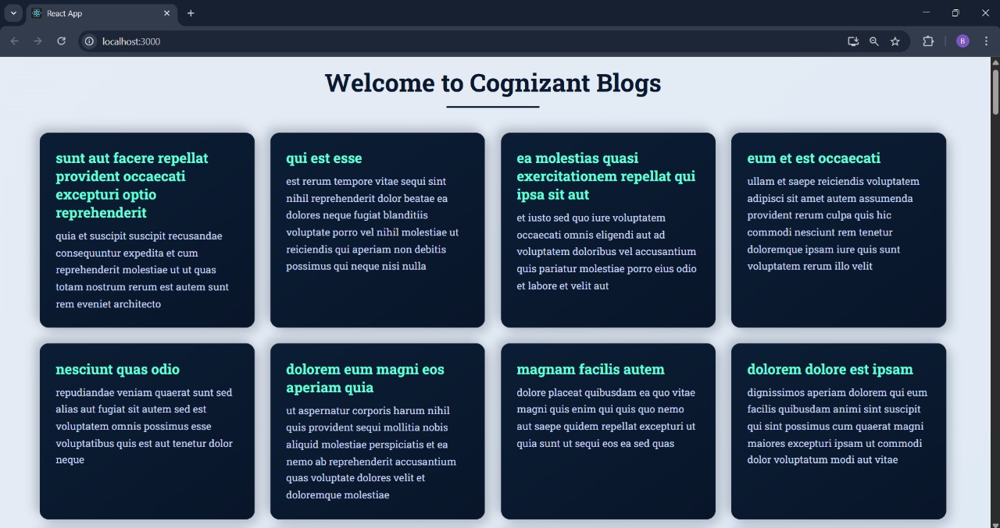 React App
localhost:3000
B
Welcome to Cognizant Blogs
sunt aut facere repellat
provident occaecati
excepturi optio
reprehenderit
quia et suscipit suscipit recusandae
consequuntur expedita et cum
reprehenderit molestiae ut ut quas
totam nostrum rerum est autem sunt
rem eveniet architecto
qui est esse
est rerum tempore vitae sequi sint
nihil reprehenderit dolor beatae ea
dolores neque fugiat blanditiis
voluptate porro vel nihil molestiae ut
reiciendis qui aperiam non debitis
possimus qui neque nisi nulla
ea molestias quasi
exercitationem repellat qui
ipsa sit aut
et iusto sed quo iure voluptatem
occaecati omnis eligendi aut ad
voluptatem doloribus vel accusantium
quis pariatur molestiae porro eius odio
et labore et velit aut
eum et est occaecati
ullam et saepe reiciendis voluptatem
adipisci sit amet autem assumenda
provident rerum culpa quis hic
commodi nesciunt rem tenetur
doloremque ipsam iure quis sunt
voluptatem rerum illo velit
nesciunt quas odio
repudiandae veniam quaerat sunt sed
alias aut fugiat sit autem sed est
voluptatem omnis possimus esse
voluptatibus quis est aut tenetur dolor
neque
dolorem eum magni eos
aperiam quia
ut aspernatur corporis harum nihil
quis provident sequi mollitia nobis
aliquid molestiae perspiciatis et ea
nemo ab reprehenderit accusantium
quas voluptate dolores velit et
doloremque molestiae
magnam facilis autem
dolore placeat quibusdam ea quo vitae
magni quis enim qui quis quo nemo
aut saepe quidem repellat excepturi ut
quia sunt ut sequi eos ea sed quas
dolorem dolore est ipsam
dignissimos aperiam dolorem qui eum
facilis quibusdam animi sint suscipit
qui sint possimus cum quaerat magni
maiores excepturi ipsam ut commodi
dolor voluptatum modi aut vitae